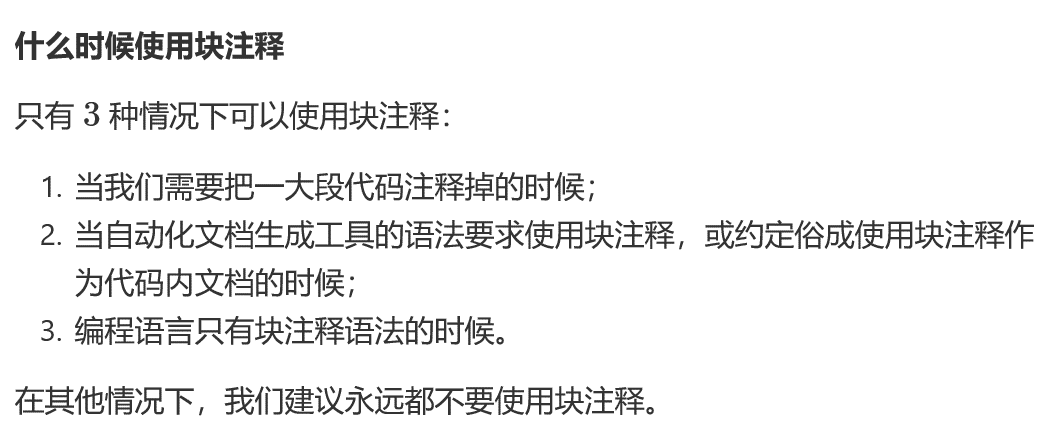 什么时候使用块注释
只有 3 种情况下可以使用块注释：
1. 当我们需要把一大段代码注释掉的时候；
2. 当自动化文档生成工具的语法要求使用块注释，或约定俗成使用块注释作
为代码内文档的时候；
3. 编程语言只有块注释语法的时候。
在其他情况下，我们建议永远都不要使用块注释。